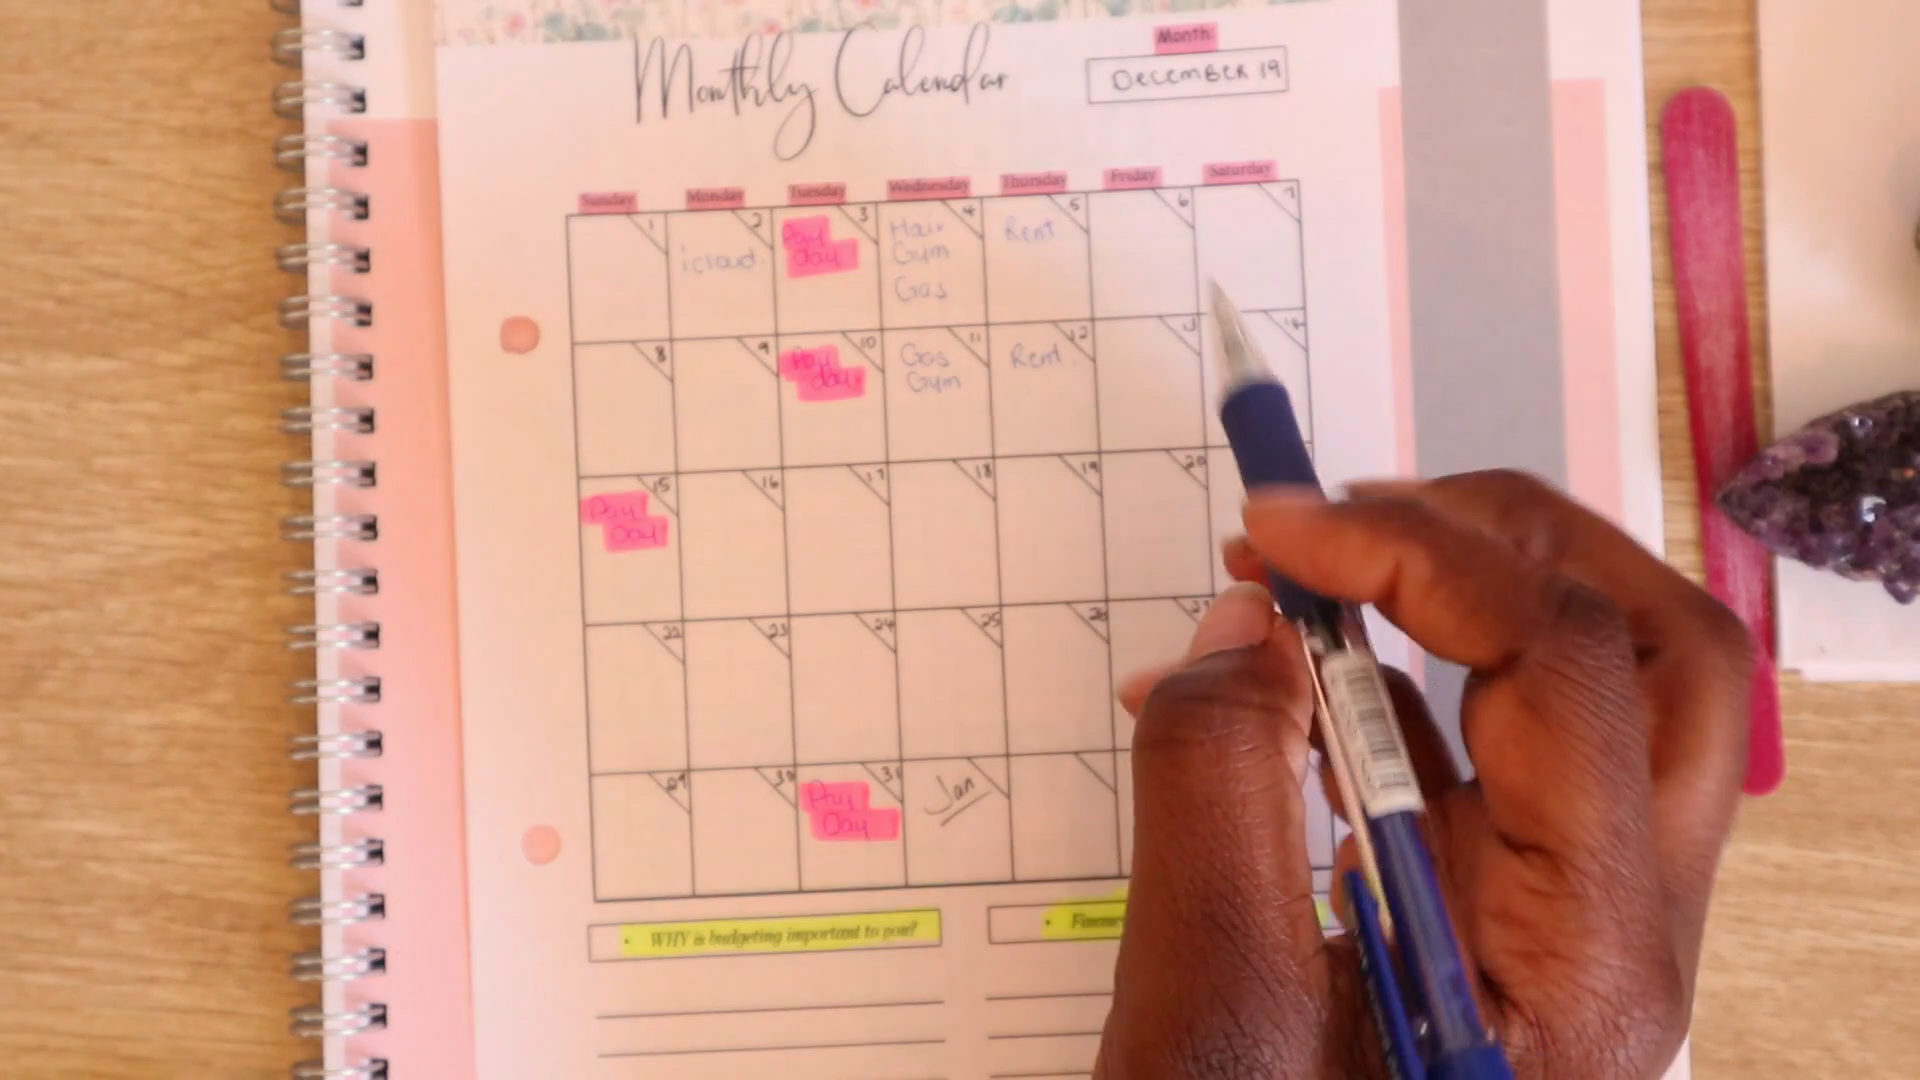 Monthly Calendar
Month:
DECEMBER 19
Sunday Monday Tuesday Wednesday Thursday Friday Saturday
1 2 3 4 5 6 7
icloud.
Pay
day
Hair
Gym
Gas
Rent
8 9 10 11 12 13 14
Pay
day.
Gas
Gym
Rent.
15 16 17 18 19 20
Pay
Day!
22 23 24 25 26 27
29 30 31
Pay
Day
Jan
• WHY is budgeting important to you?
•